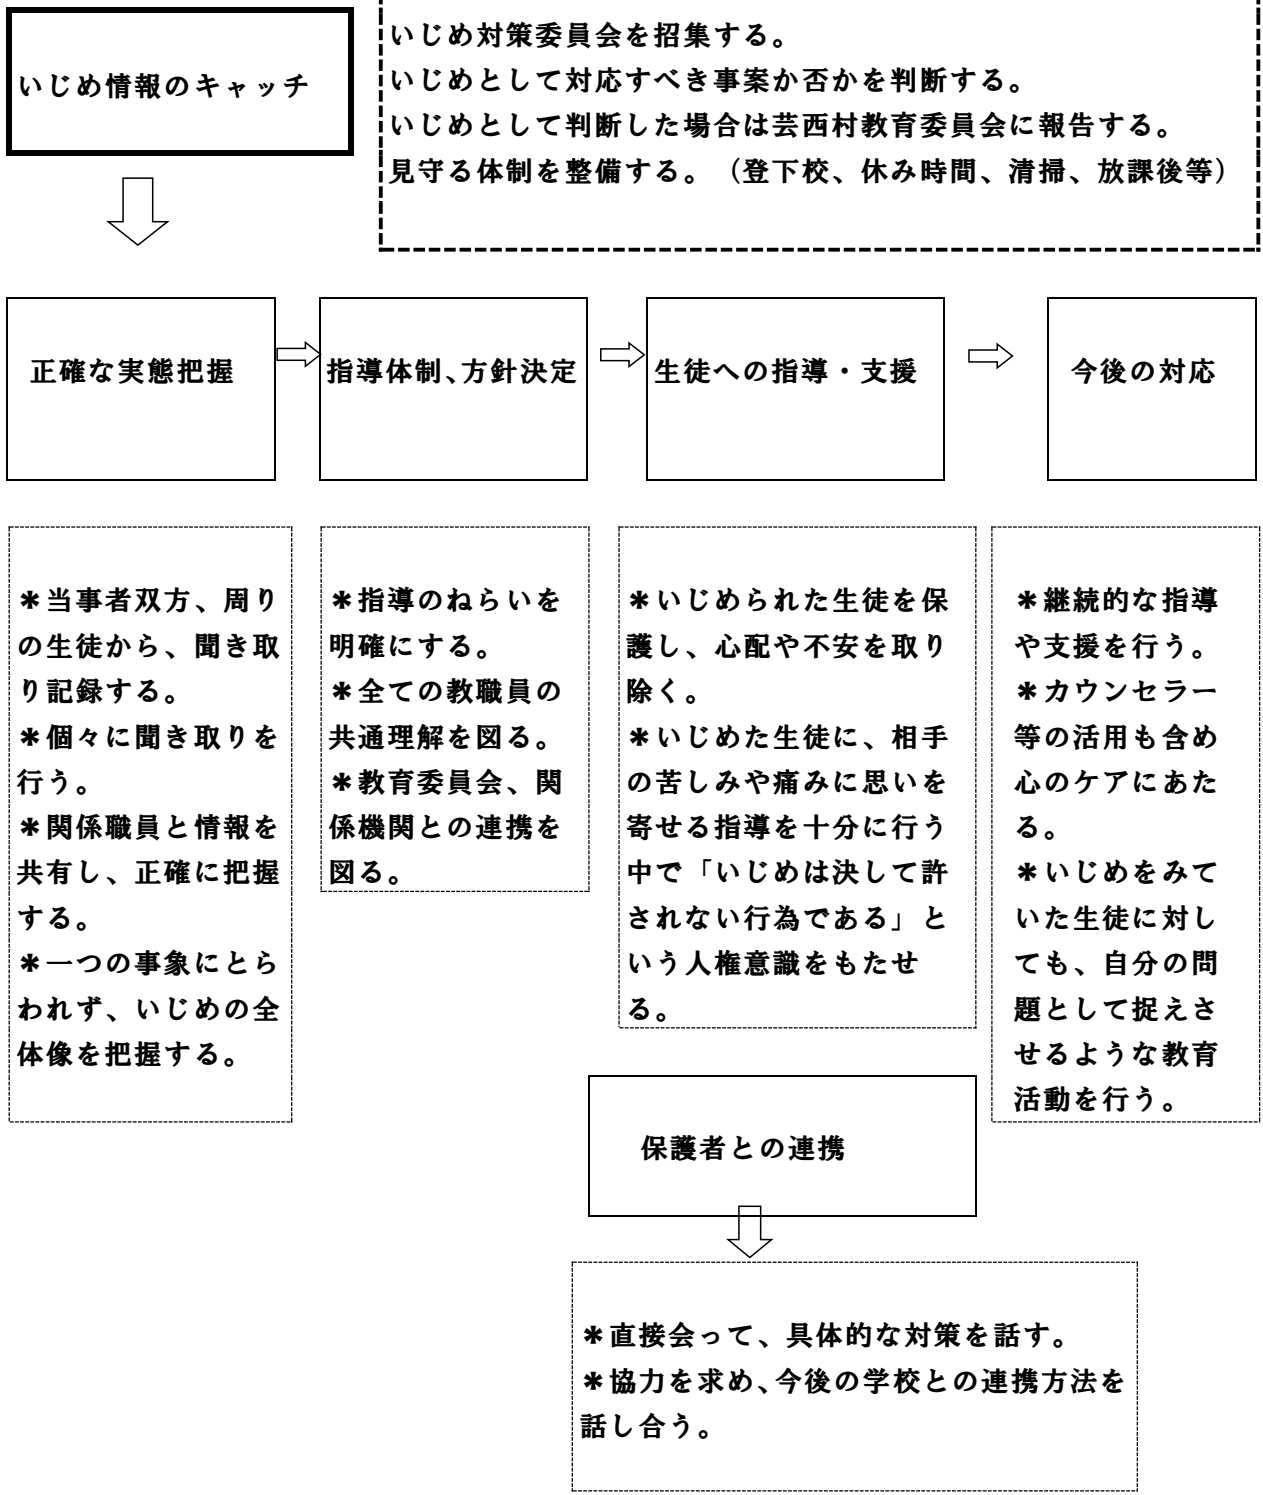 いじめ情報のキャッチ
いじめ対策委員会を招集する。
いじめとして対応すべき事案か否かを判断する。
いじめとして判断した場合は芸西村教育委員会に報告する。
見守る体制を整備する。（登下校、休み時間、清掃、放課後等）
正確な実態把握
指導体制、方針決定
生徒への指導・支援
今後の対応
＊当事者双方、周り
の生徒から、聞き取
り記録する。
＊個々に聞き取りを
行う。
＊関係職員と情報を
共有し、正確に把握
する。
＊一つの事象にとら
われず、いじめの全
体像を把握する。
＊指導のねらいを
明確にする。
＊全ての教職員の
共通理解を図る。
＊教育委員会、関
係機関との連携を
図る。
＊いじめられた生徒を保
護し、心配や不安を取り
除く。
＊いじめた生徒に、相手
の苦しみや痛みに思いを
寄せる指導を十分に行う
中で「いじめは決して許
されない行為である」と
いう人権意識をもたせ
る。
＊継続的な指導
や支援を行う。
＊カウンセラー
等の活用も含め
心のケアにあた
る。
＊いじめをみて
いた生徒に対し
ても、自分の問
題として捉えさ
せるような教育
活動を行う。
保護者との連携
＊直接会って、具体的な対策を話す。
＊協力を求め、今後の学校との連携方法を
話し合う。